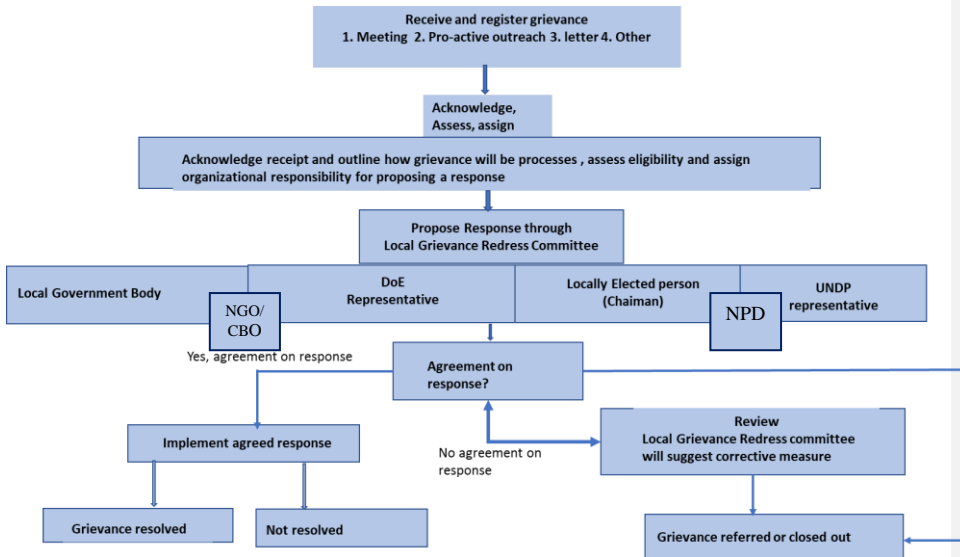 Receive and register grievance
1. Meeting 2. Pro-active outreach 3. letter 4. Other
Acknowledge,
Assess, assign
Acknowledge receipt and outline how grievance will be processes , assess eligibility and assign
organizational responsibility for proposing a response
Propose Response through
Local Grievance Redress Committee
Local Government Body
NGO/
CBO
DoE
Representative
Locally Elected person
(Chaiman)
NPD
UNDP
representative
Yes, agreement on response
Agreement on
response?
Implement agreed response
No agreement on
response
Review
Local Grievance Redress committee
will suggest corrective measure
Grievance resolved
Not resolved
Grievance referred or closed out